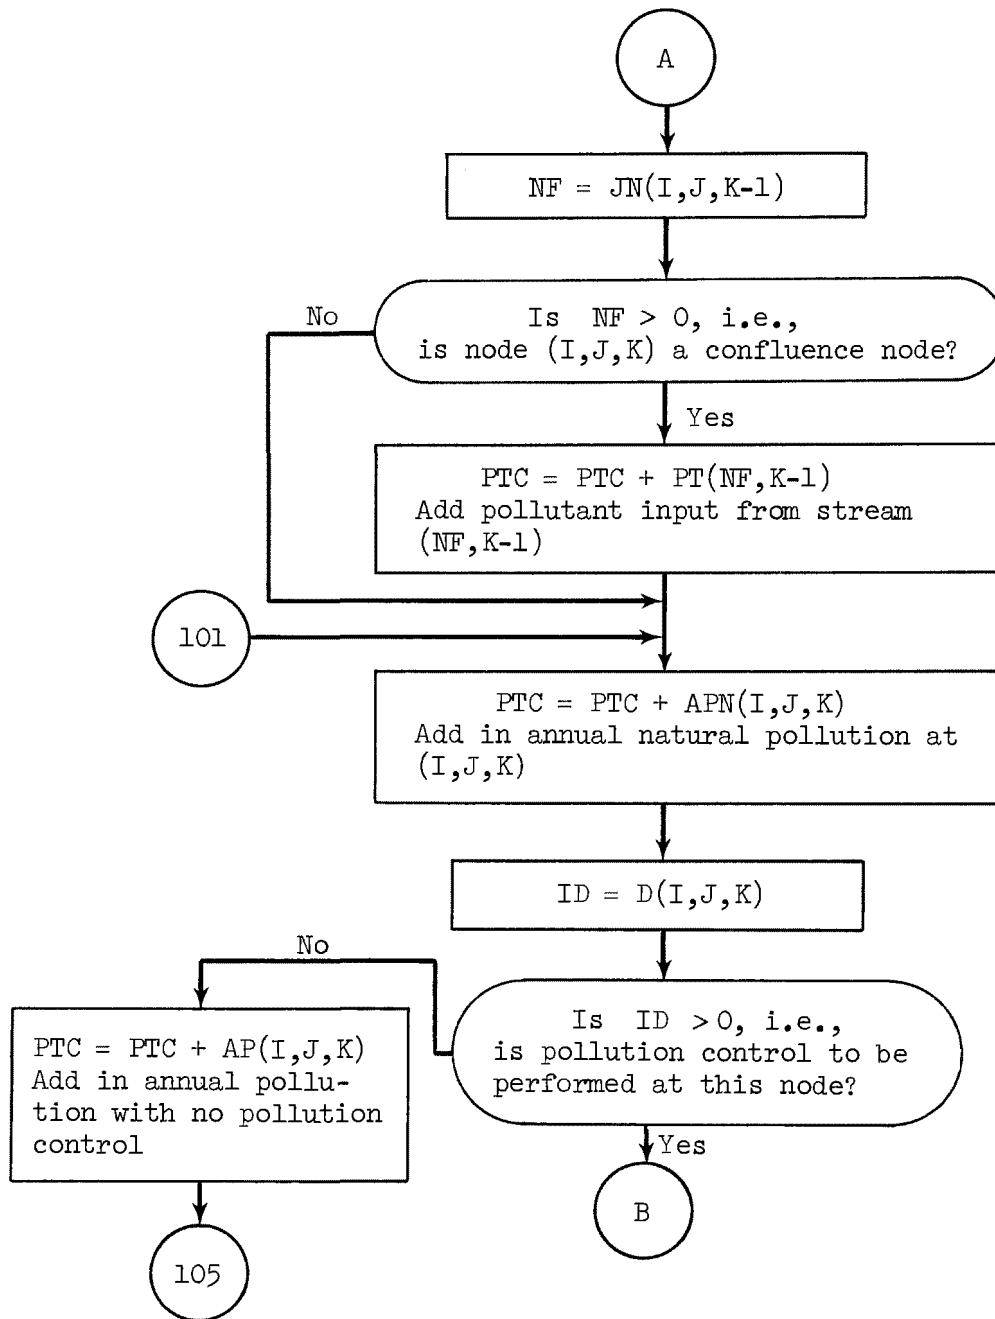 A
NF = JN(I,J,K-1)
No
Is NF > 0, i.e.,
is node (I,J,K) a confluence node?
Yes
PTC = PTC + PT(NF,K-1)
Add pollutant input from stream
(NF,K-1)
101
PTC = PTC + APN(I,J,K)
Add in annual natural pollution at
(I,J,K)
ID = D(I,J,K)
No
Is ID > 0, i.e.,
is pollution control to be
performed at this node?
PTC = PTC + AP(I,J,K)
Add in annual pollu-
tion with no pollution
control
Yes
B
105